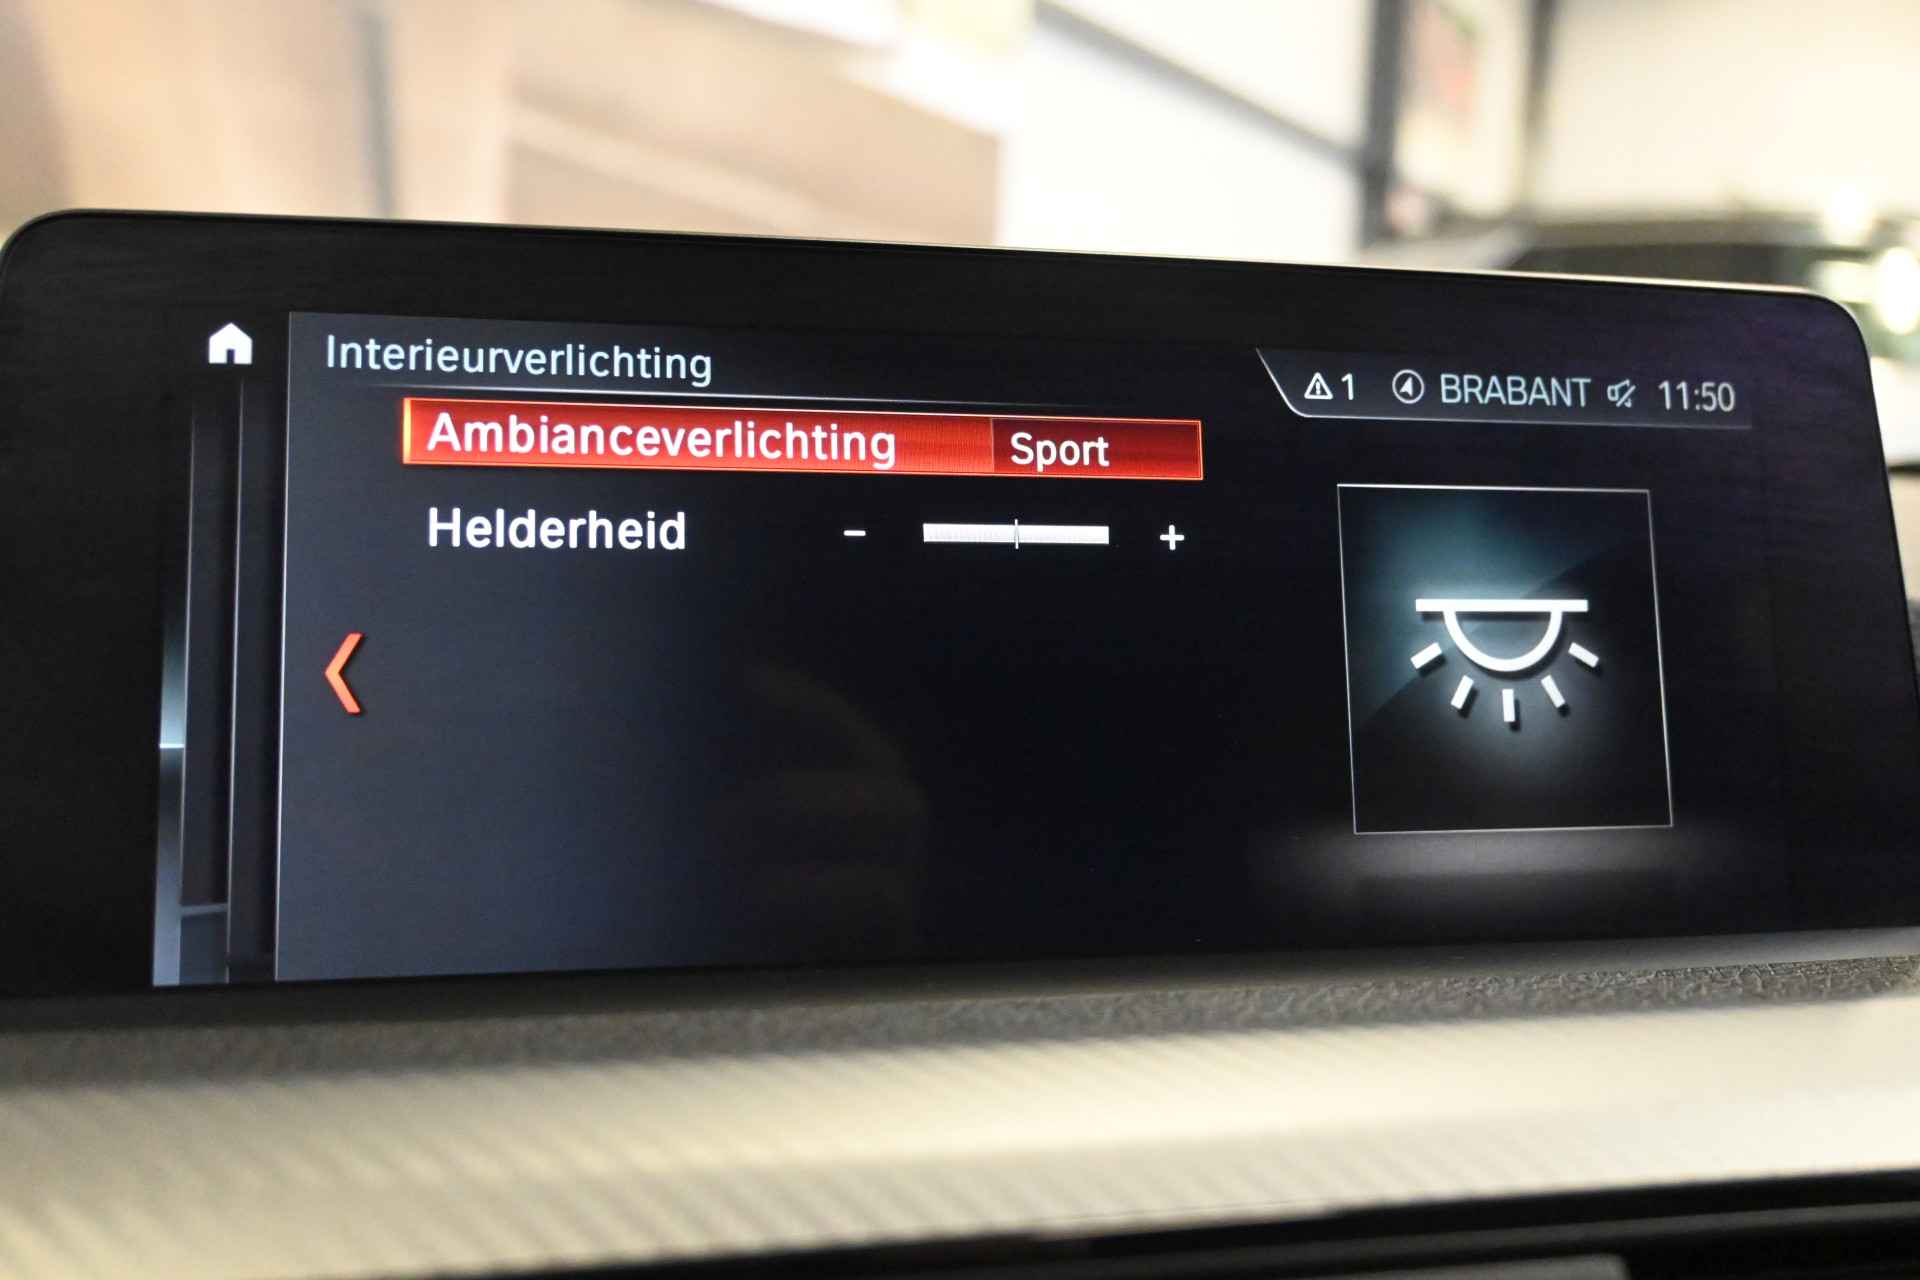 Interieurverlichting
1 BRABANT 11:50
Ambianceverlichting Sport
Helderheid - +